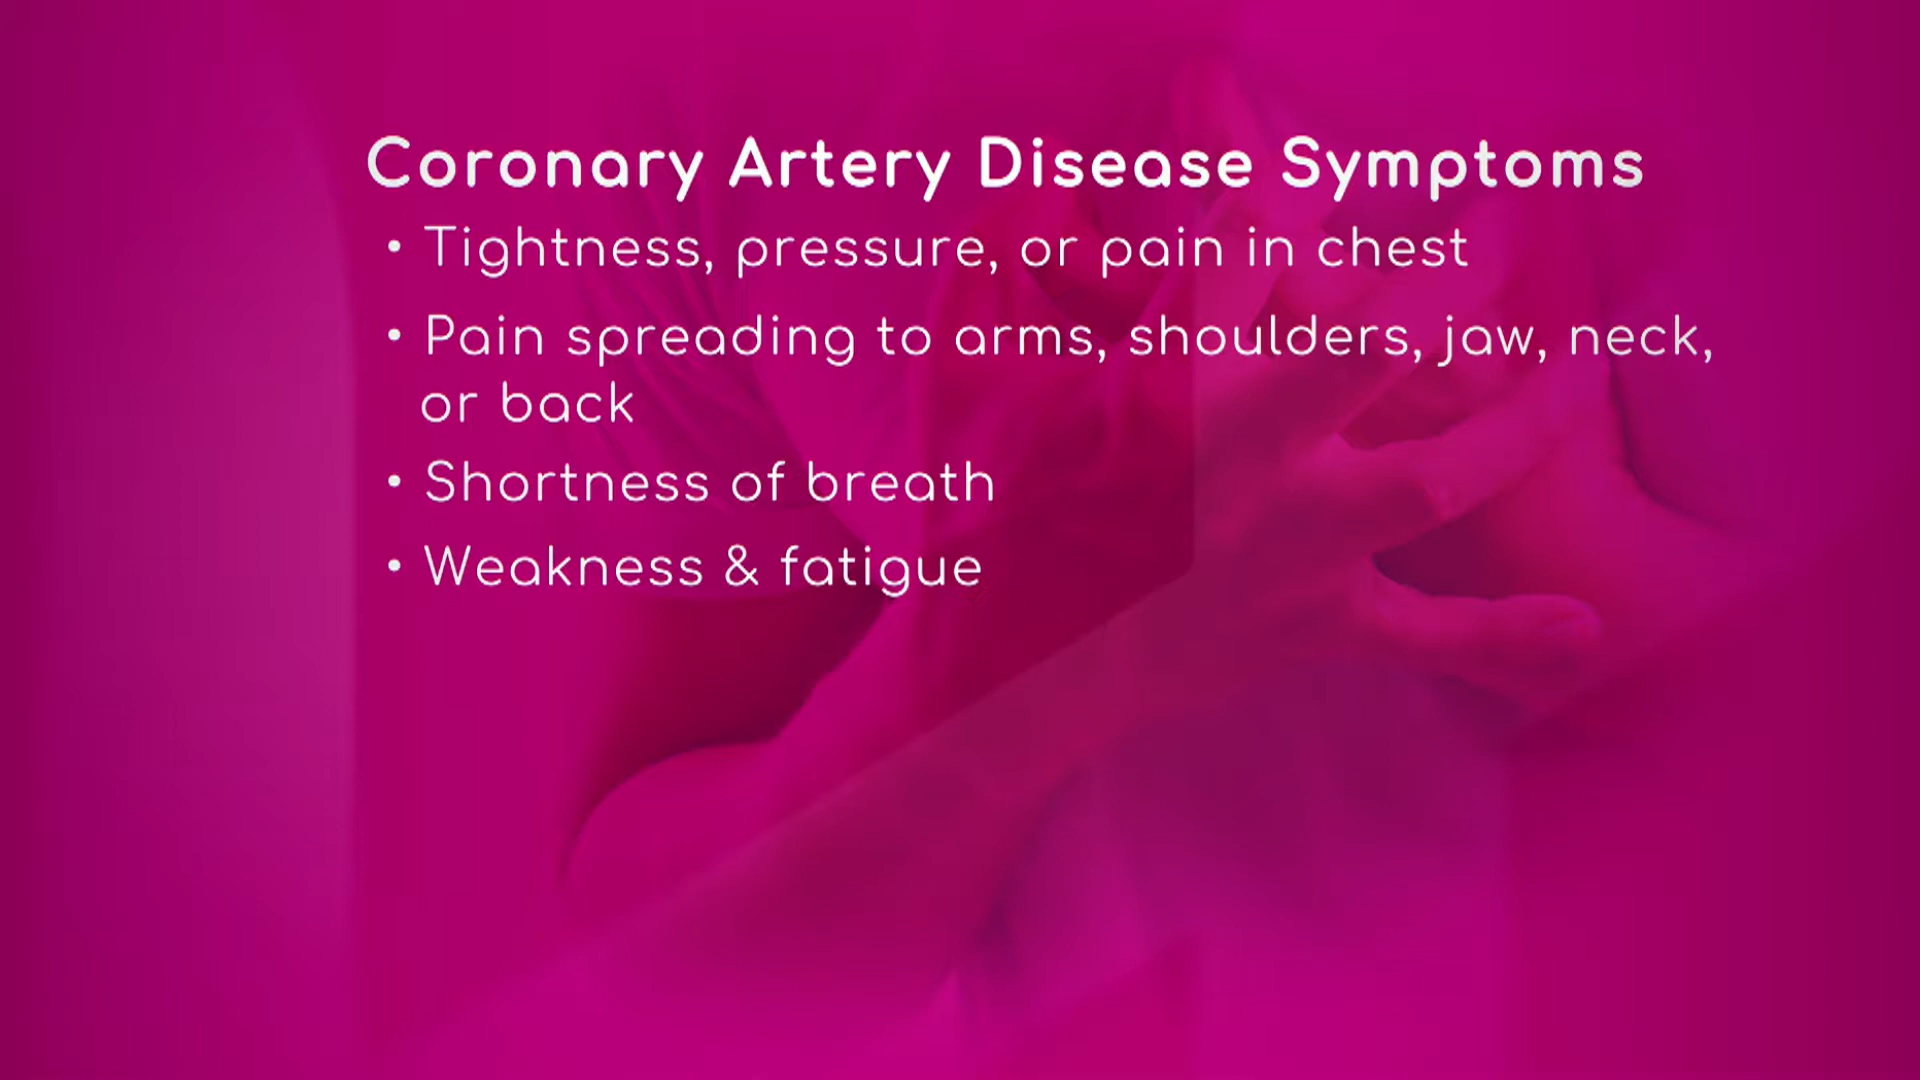 Coronary Artery Disease Symptoms
• Tightness, pressure, or pain in chest
• Pain spreading to arms, shoulders, jaw, neck,
or back
• Shortness of breath
• Weakness & fatigue